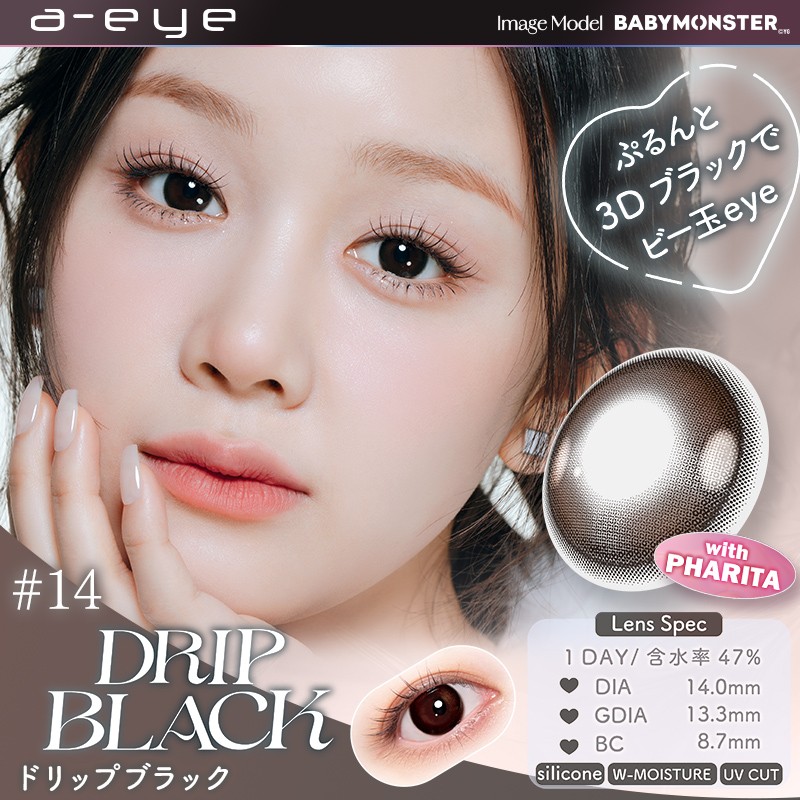 a-eye
Image Model BABYMONSTER ©YG
ぷるんと
3Dブラックで
ビー玉eye
with
PHARITA
#14
DRIP
BLACK
ドリップブラック
Lens Spec
1 DAY/ 含水率 47%
DIA 14.0mm
GDIA 13.3mm
BC 8.7mm
silicone W-MOISTURE UV CUT